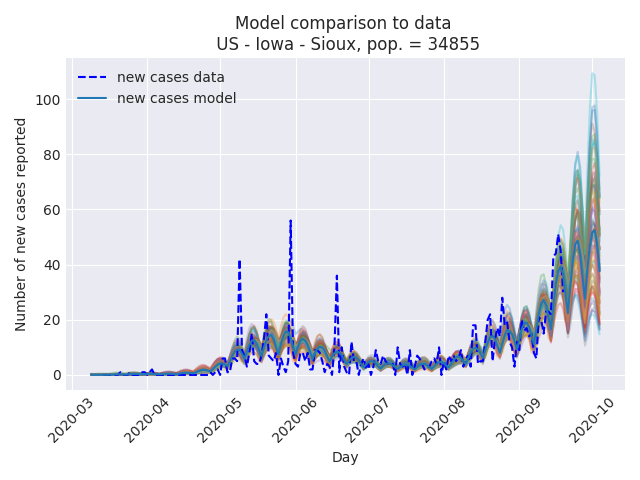 Model comparison to data
US - Iowa - Sioux, pop. = 34855
new cases data
new cases model
Number of new cases reported
100
80
60
40
20
0
2020-03
2020-04
2020-05
2020-06
2020-07
2020-08
2020-09
2020-10
Day